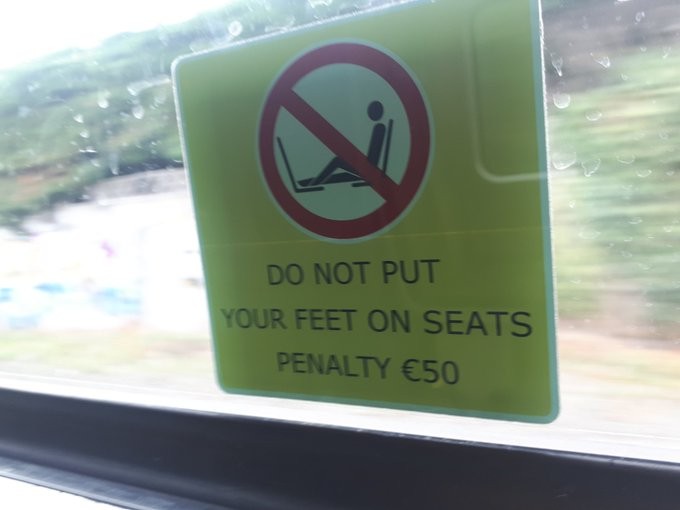 DO NOT PUT
YOUR FEET ON SEATS
PENALTY €50